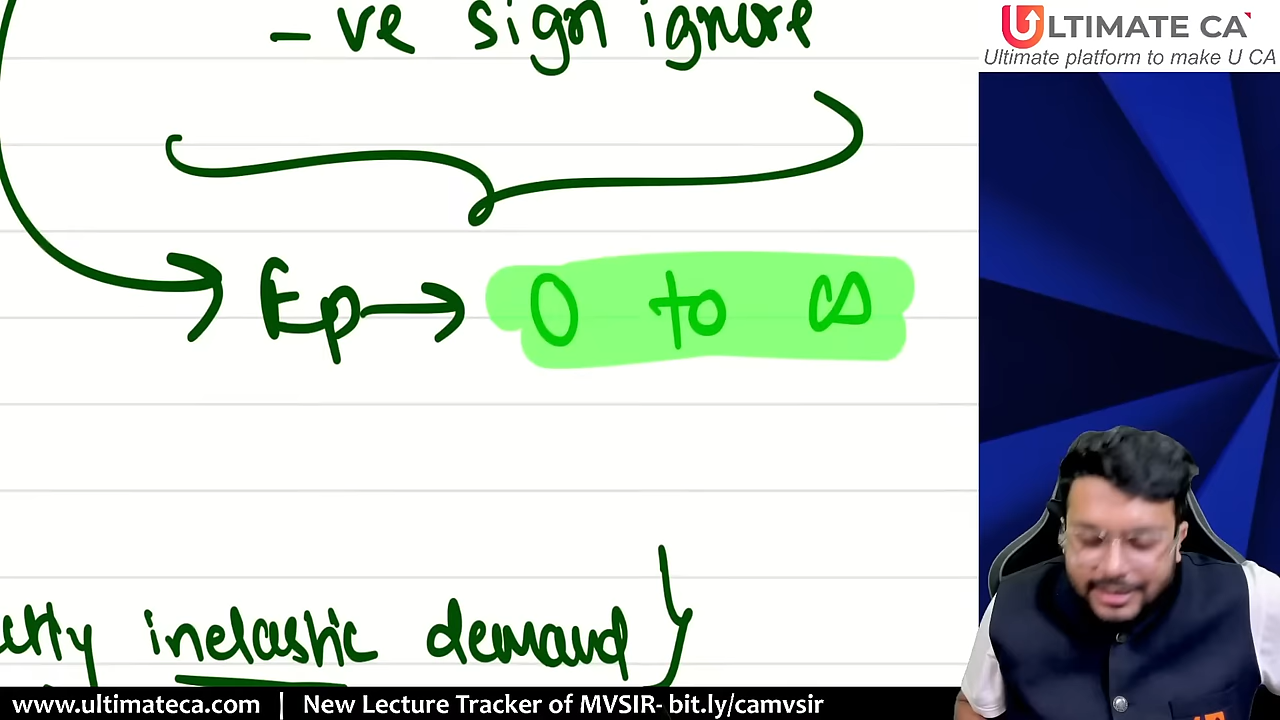 -ve sign ignore
Ep → 0 to ∞
inelastic demand
ULTIMATE CA
Ultimate platform to make U CA
www.ultimateca.com | New Lecture Tracker of MVSIR- bit.ly/camvsir